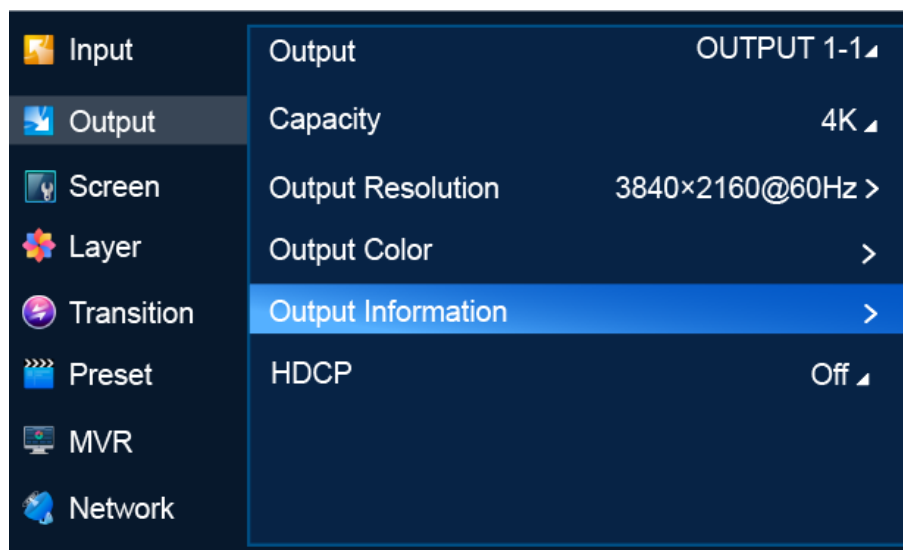 Input
Output
Screen
Layer
Transition
Preset
MVR
Network
Output OUTPUT 1-1
Capacity 4K
Output Resolution 3840×2160@60Hz >
Output Color >
Output Information >
HDCP Off